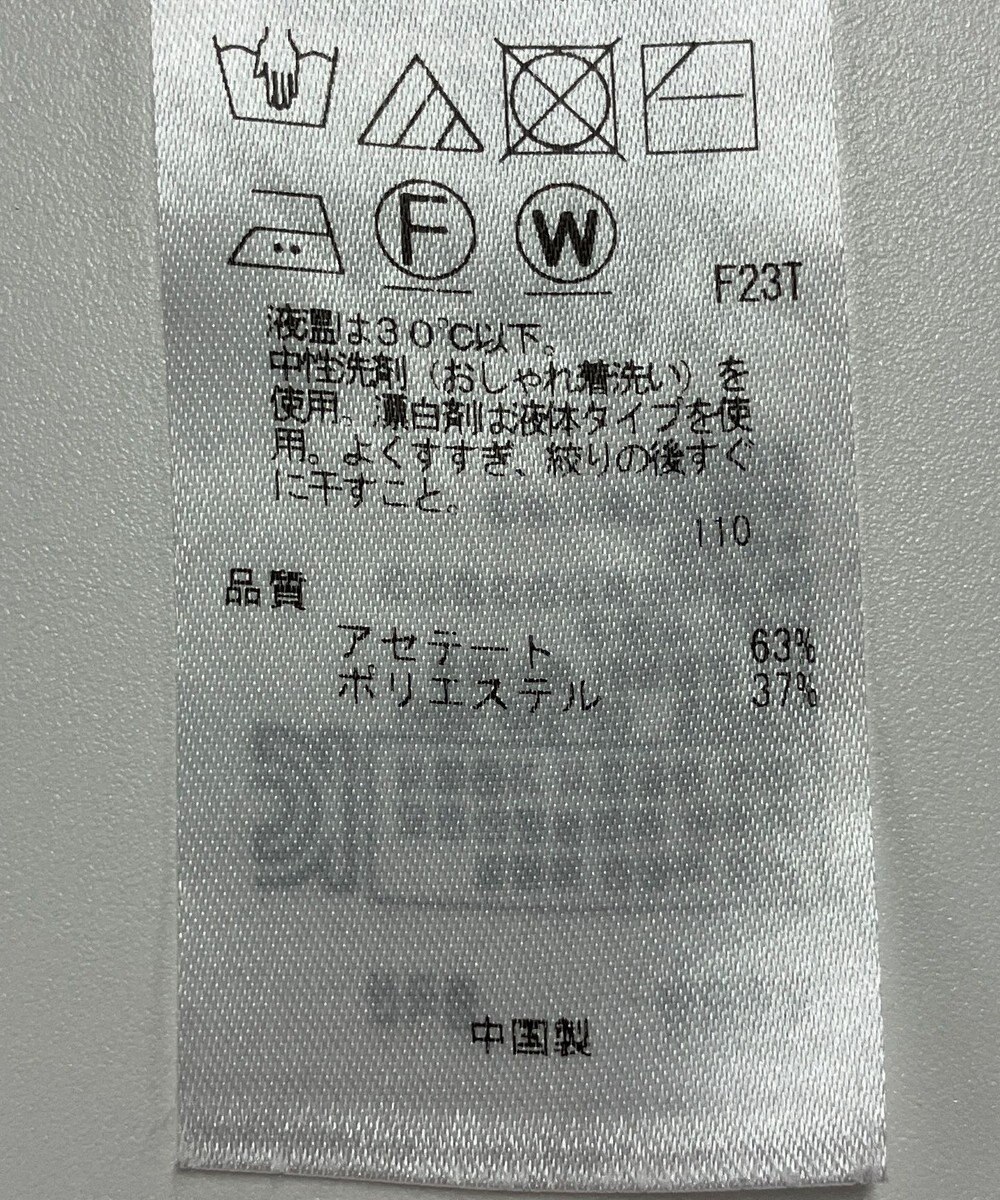 F
W
F23T
液温は30℃以下。
中性洗剤(おしゃれ着洗い)を
使用。漂白剤は液体タイプを使
用。よくすすぎ、絞りの後すぐ
に干すこと。
110
品質
アセテート 63%
ポリエステル 37%
中国製